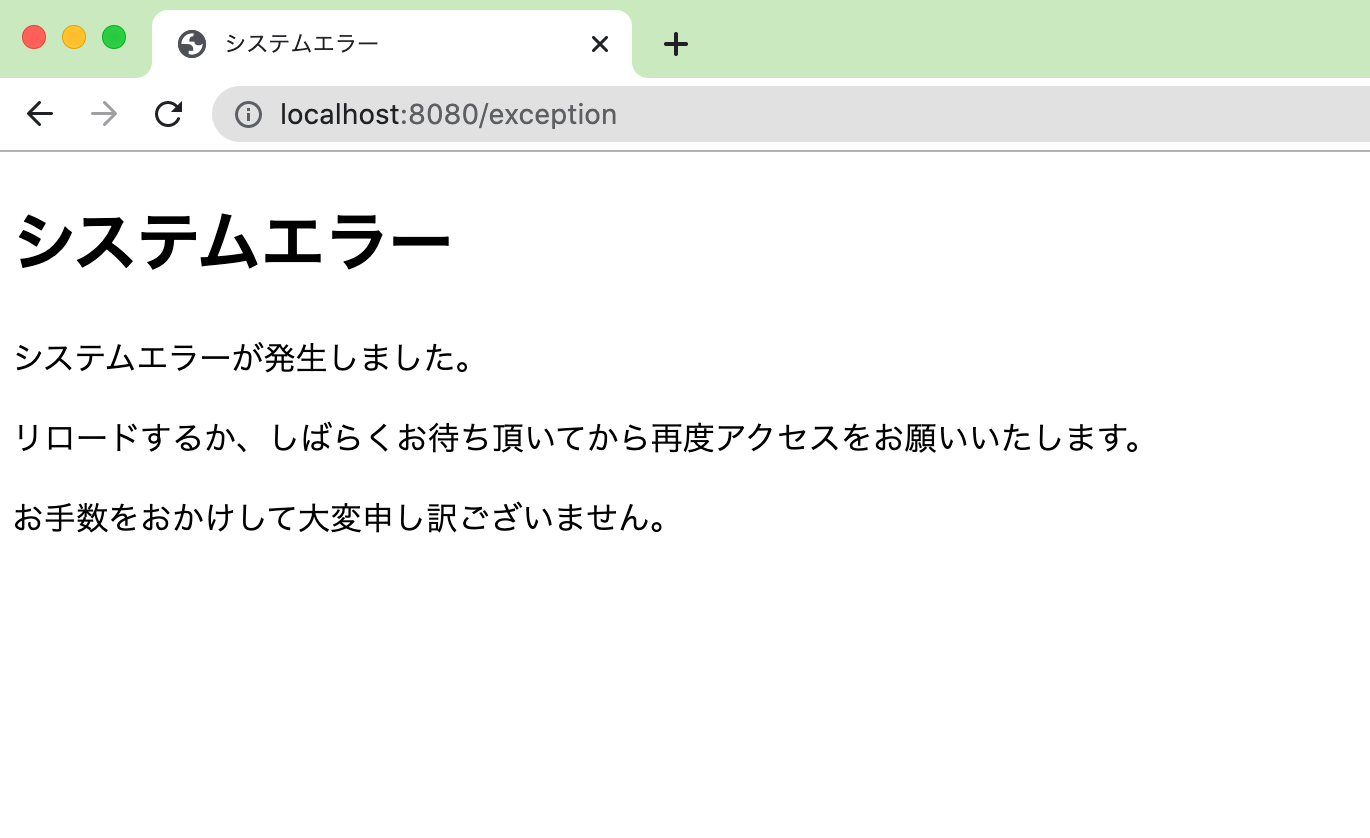 システムエラー
localhost:8080/exception
システムエラー
システムエラーが発生しました。
リロードするか、しばらくお待ち頂いてから再度アクセスをお願いいたします。
お手数をおかけして大変申し訳ございません。